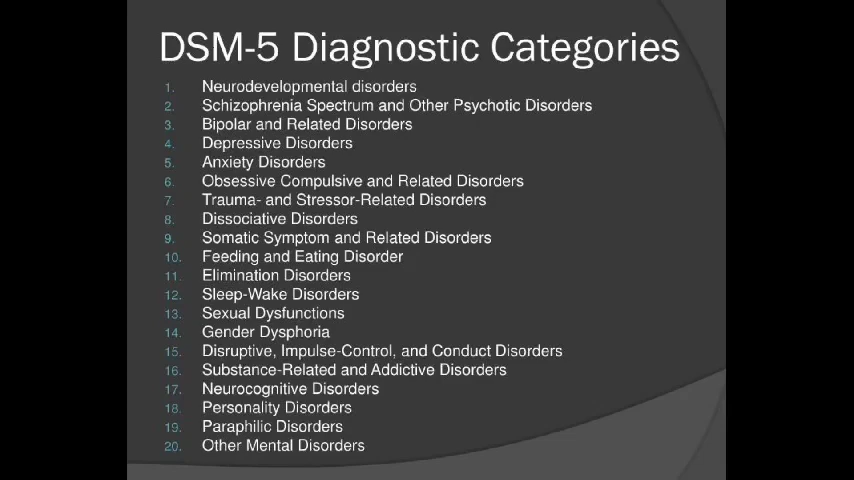 DSM-5 Diagnostic Categories
1. Neurodevelopmental disorders
2. Schizophrenia Spectrum and Other Psychotic Disorders
3. Bipolar and Related Disorders
4. Depressive Disorders
5. Anxiety Disorders
6. Obsessive Compulsive and Related Disorders
7. Trauma- and Stressor-Related Disorders
8. Dissociative Disorders
9. Somatic Symptom and Related Disorders
10. Feeding and Eating Disorder
11. Elimination Disorders
12. Sleep-Wake Disorders
13. Sexual Dysfunctions
14. Gender Dysphoria
15. Disruptive, Impulse-Control, and Conduct Disorders
16. Substance-Related and Addictive Disorders
17. Neurocognitive Disorders
18. Personality Disorders
19. Paraphilic Disorders
20. Other Mental Disorders